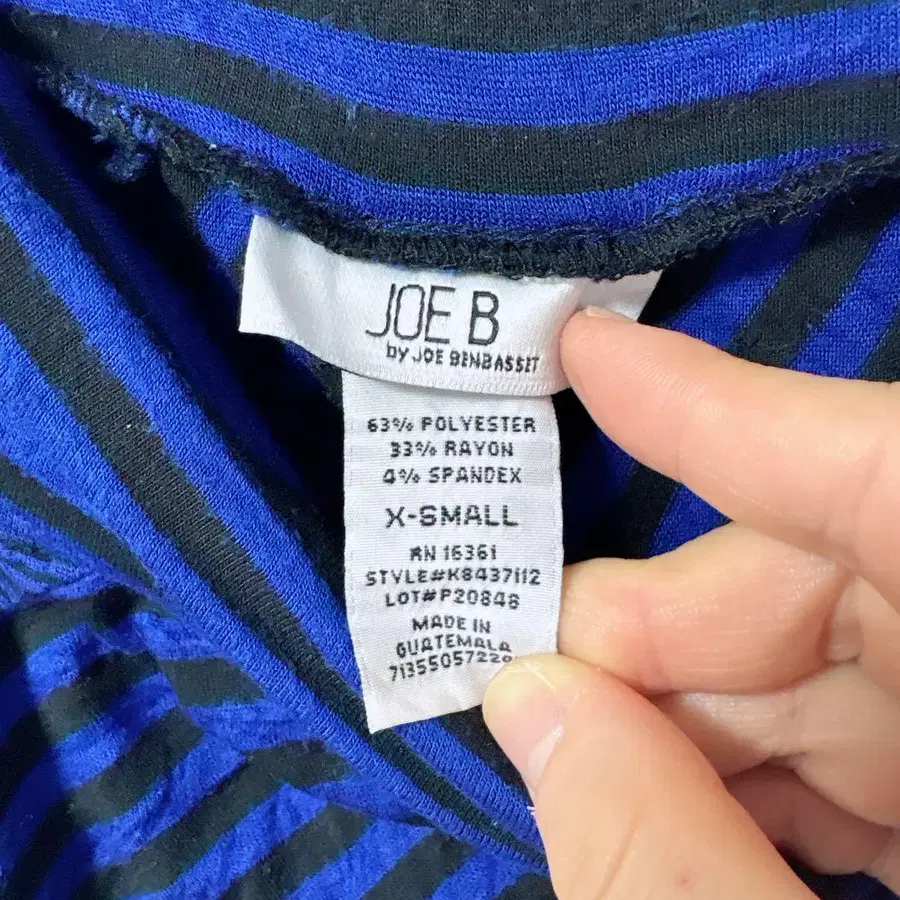 JOE B
by JOE BENBASSET
63% POLYESTER
33% RAYON
4% SPANDEX
X-SMALL
RN 16361
STYLE#K8437112
LOT#P20848
MADE IN
GUATEMALA